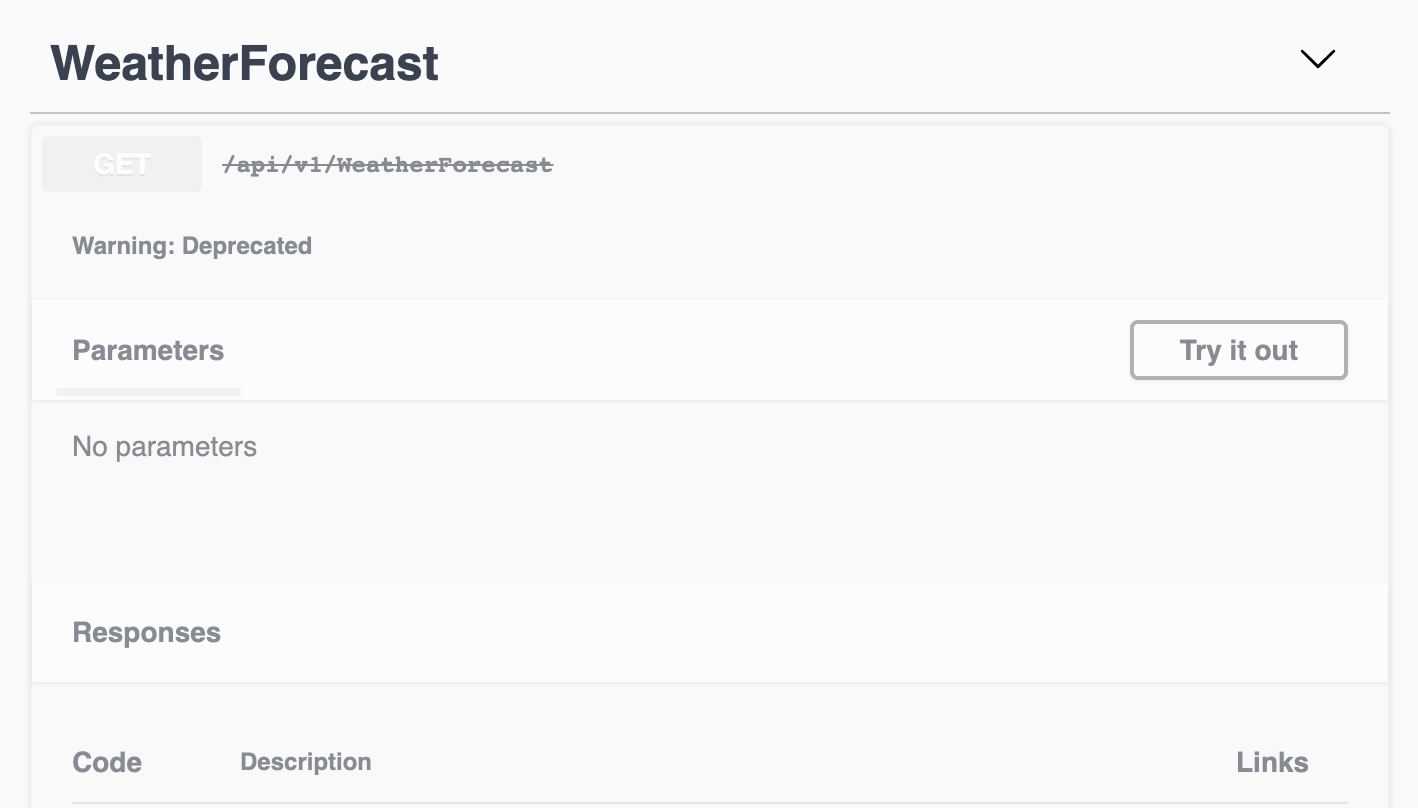 WeatherForecast
GET /api/v1/WeatherForecast
Warning: Deprecated
Parameters Try it out
No parameters
Responses
Code Description Links